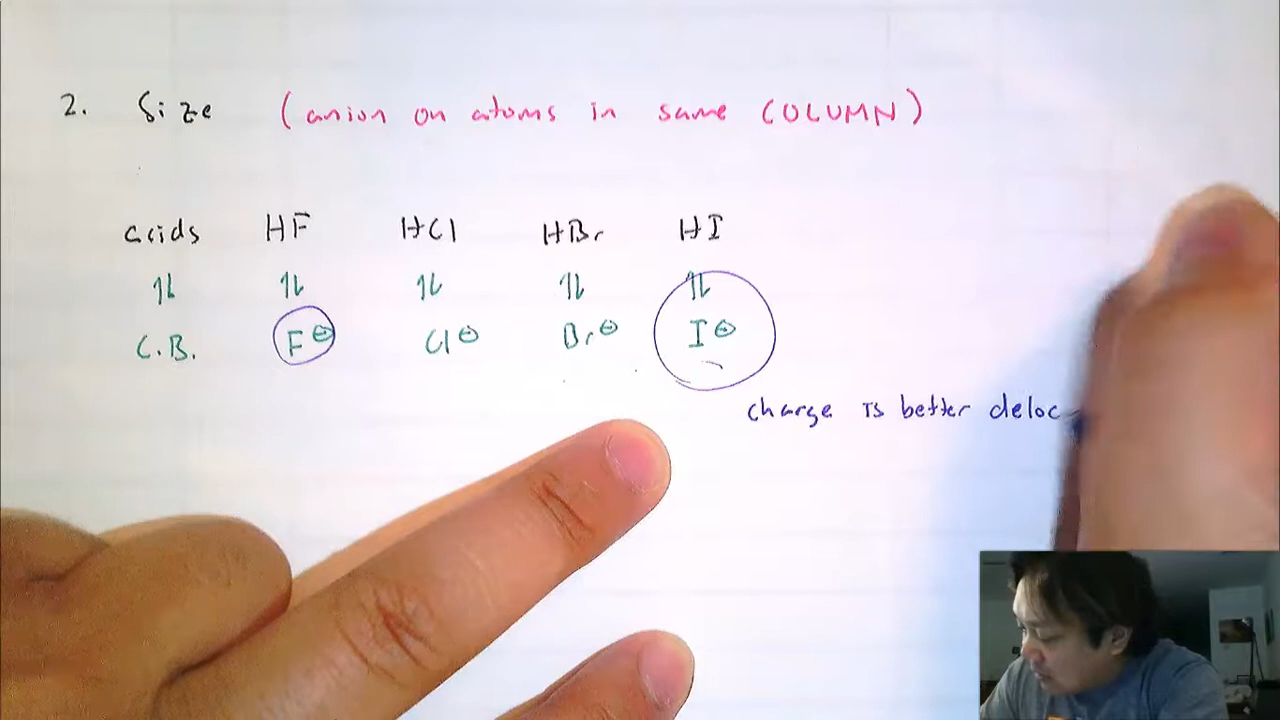 2. Size (anion on atoms in same COLUMN)
acids HF HCl HBr HI
⇌ ⇌ ⇌ ⇌ ⇌
C.B. F⊖ Cl⊖ Br⊖ I⊖
charge is better deloc